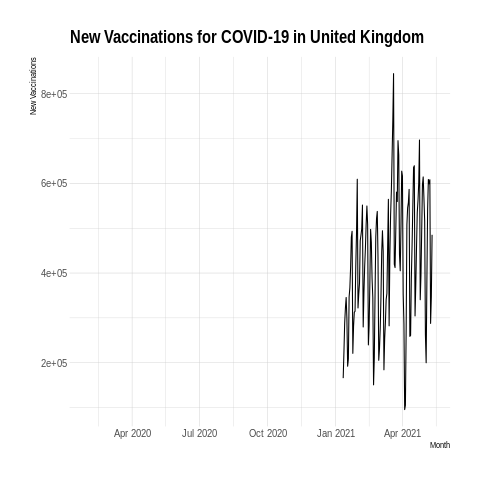 New Vaccinations for COVID-19 in United Kingdom
New Vaccinations
8e+05
6e+05
4e+05
2e+05
Apr 2020 Jul 2020 Oct 2020 Jan 2021 Apr 2021
Month